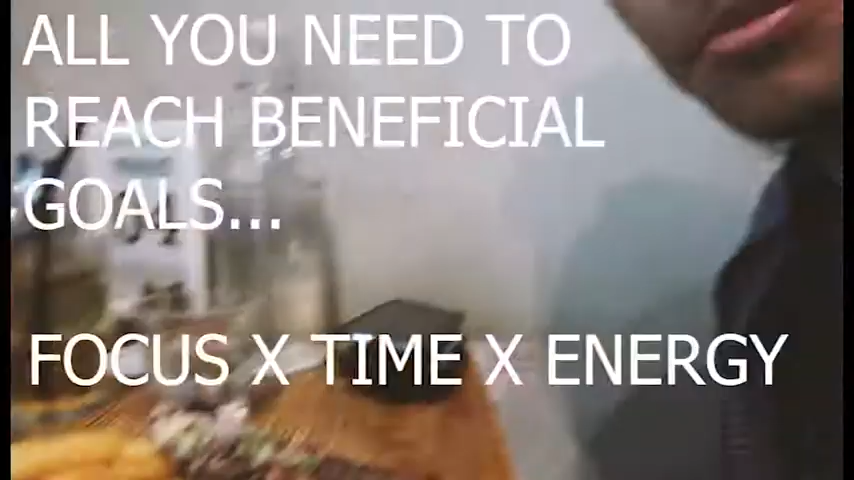 ALL YOU NEED TO
REACH BENEFICIAL
GOALS...
FOCUS X TIME X ENERGY